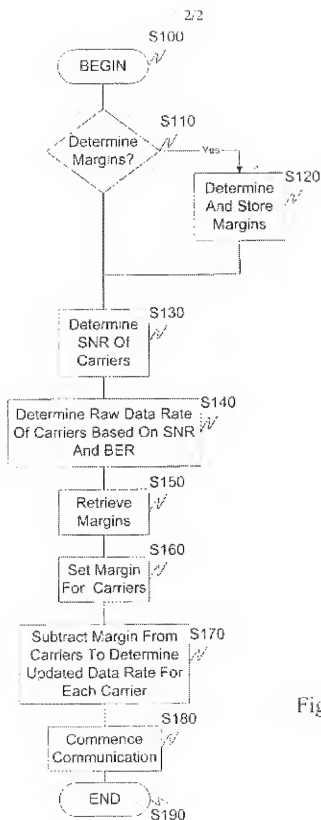 2/2
S100
BEGIN
S110
Determine
Margins?
Yes
S120
Determine
And Store
Margins
S130
Determine
SNR Of
Carriers
S140
Determine Raw Data Rate
Of Carriers Based On SNR
And BER
S150
Retrieve
Margins
S160
Set Margin
For Carriers
S170
Subtract Margin From
Carriers To Determine
Updated Data Rate For
Each Carrier
Fig
S180
Commence
Communication
END
S190